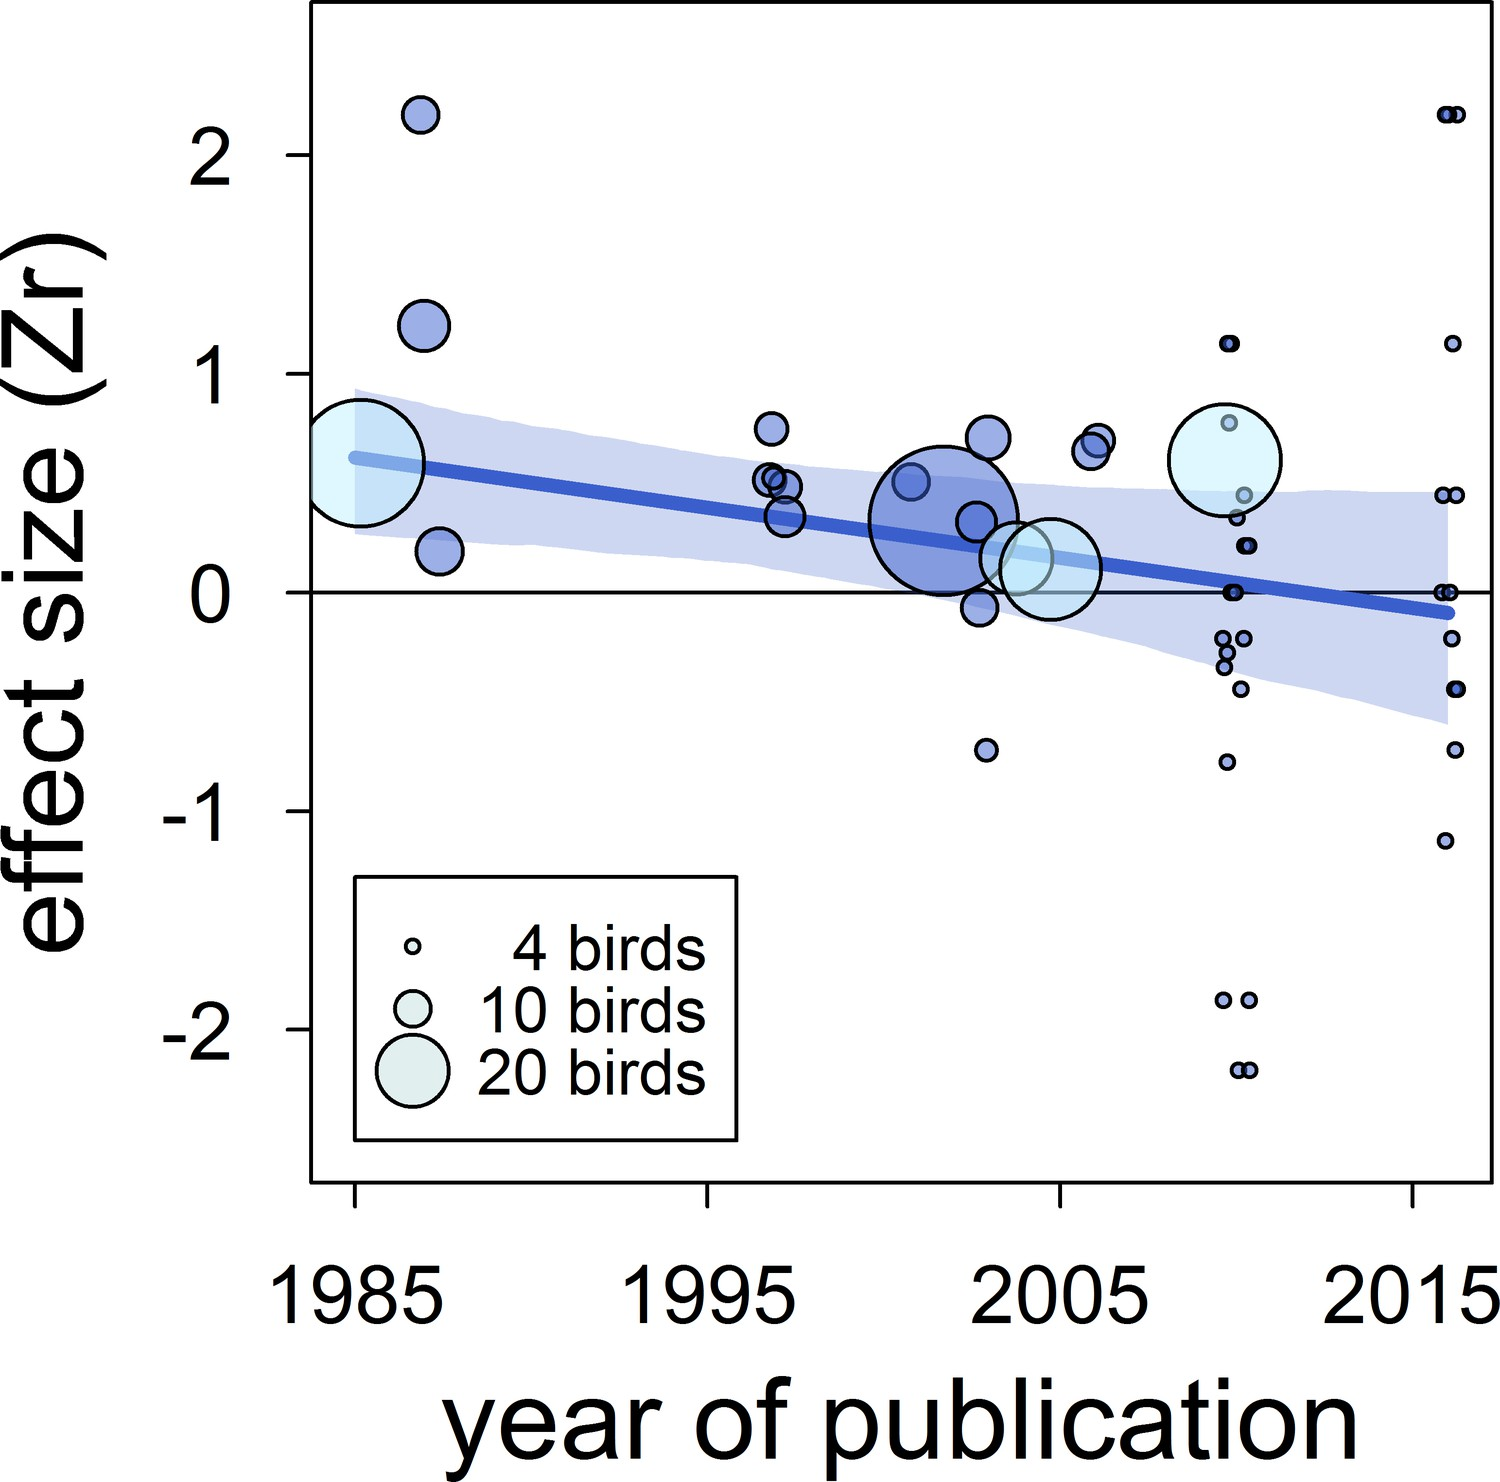 effect size (Zr)
2
1
0
-1
-2
4 birds
10 birds
20 birds
1985 1995 2005 2015
year of publication